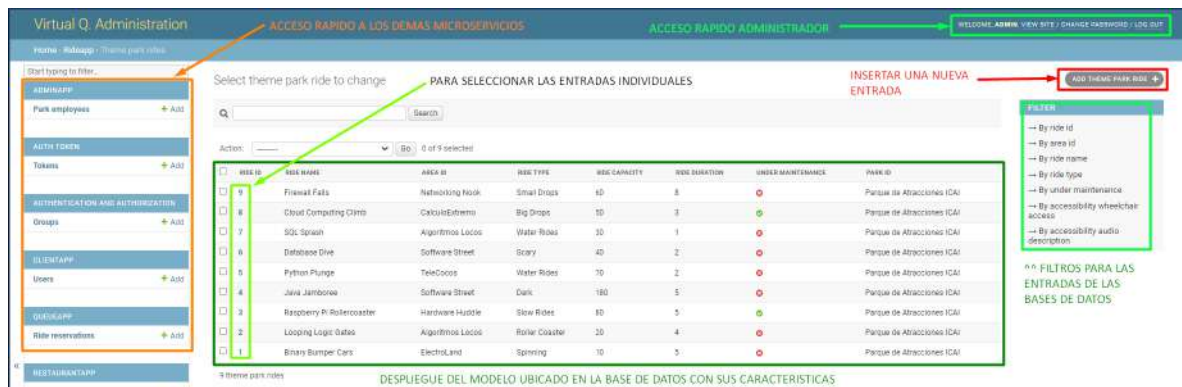 Virtual Q. Administration
ACCESO RAPIDO A LOS DEMAS MICROSERVICIOS
ACCESO RAPIDO ADMINISTRADOR
WELCOME, ADMIN. VIEW SITE / CHANGE PASSWORD / LOG OUT
Home › Rideapp › Theme park rides
Start typing to filter...
ADMINAPP
Park employees + Add
AUTH TOKEN
Tokens + Add
AUTHENTICATION AND AUTHORIZATION
Groups + Add
CLIENTAPP
Users + Add
QUEUEAPP
Ride reservations + Add
RESTAURANTAPP
«
Select theme park ride to change
PARA SELECCIONAR LAS ENTRADAS INDIVIDUALES
INSERTAR UNA NUEVA
ENTRADA
ADD THEME PARK RIDE +
Search
Action: --------- Go 0 of 9 selected
RIDE ID RIDE NAME AREA ID RIDE TYPE RIDE CAPACITY RIDE DURATION UNDER MAINTENANCE PARK ID
9 Firewall Falls Networking Nook Small Drops 60 8 Parque de Atracciones ICAI
8 Cloud Computing Climb CalculoExtremo Big Drops 50 3 Parque de Atracciones ICAI
7 SQL Splash Algoritmos Locos Water Rides 30 1 Parque de Atracciones ICAI
6 Database Dive Software Street Scary 40 2 Parque de Atracciones ICAI
5 Python Plunge TeleCocos Water Rides 70 2 Parque de Atracciones ICAI
4 Java Jamboree Software Street Dark 180 5 Parque de Atracciones ICAI
3 Raspberry Pi Rollercoaster Hardware Huddle Slow Rides 80 5 Parque de Atracciones ICAI
2 Looping Logic Gates Algoritmos Locos Roller Coaster 20 4 Parque de Atracciones ICAI
1 Binary Bumper Cars ElectroLand Spinning 10 5 Parque de Atracciones ICAI
9 theme park rides
DESPLIEGUE DEL MODELO UBICADO EN LA BASE DE DATOS CON SUS CARACTERISTICAS
FILTER
→ By ride id
→ By area id
→ By ride name
→ By ride type
→ By under maintenance
→ By accessibility wheelchair
access
→ By accessibility audio
description
^^ FILTROS PARA LAS
ENTRADAS DE LAS
BASES DE DATOS